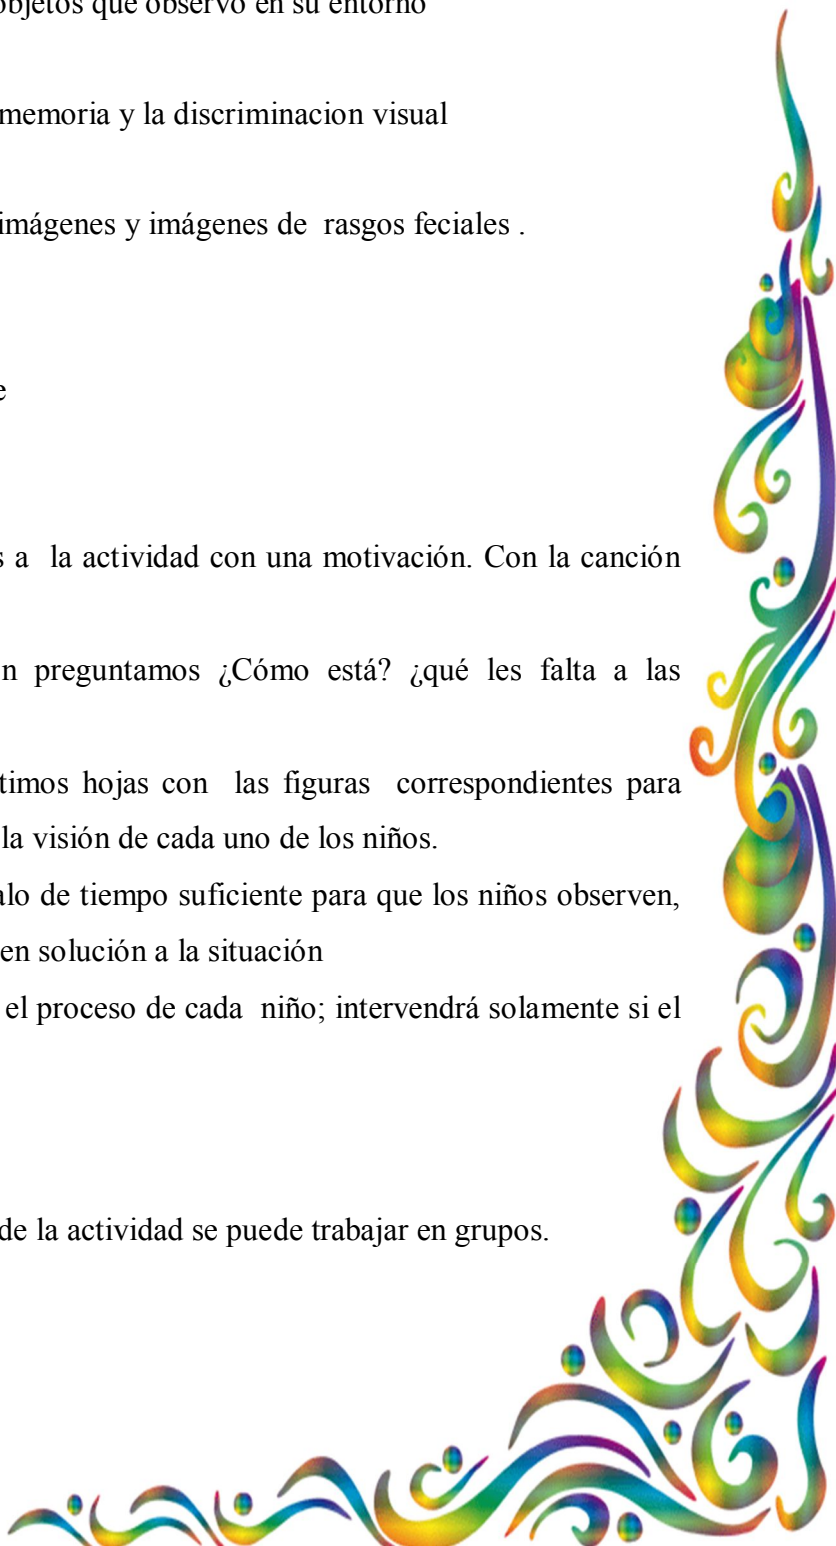 objetos que observo en su entorno
memoria y la discriminacion visual
imágenes y imágenes de rasgos feciales .
e
s a la actividad con una motivación. Con la canción
n preguntamos ¿Cómo está? ¿qué les falta a las
timos hojas con las figuras correspondientes para
la visión de cada uno de los niños.
alo de tiempo suficiente para que los niños observen,
en solución a la situación
el proceso de cada niño; intervendrá solamente si el
de la actividad se puede trabajar en grupos.